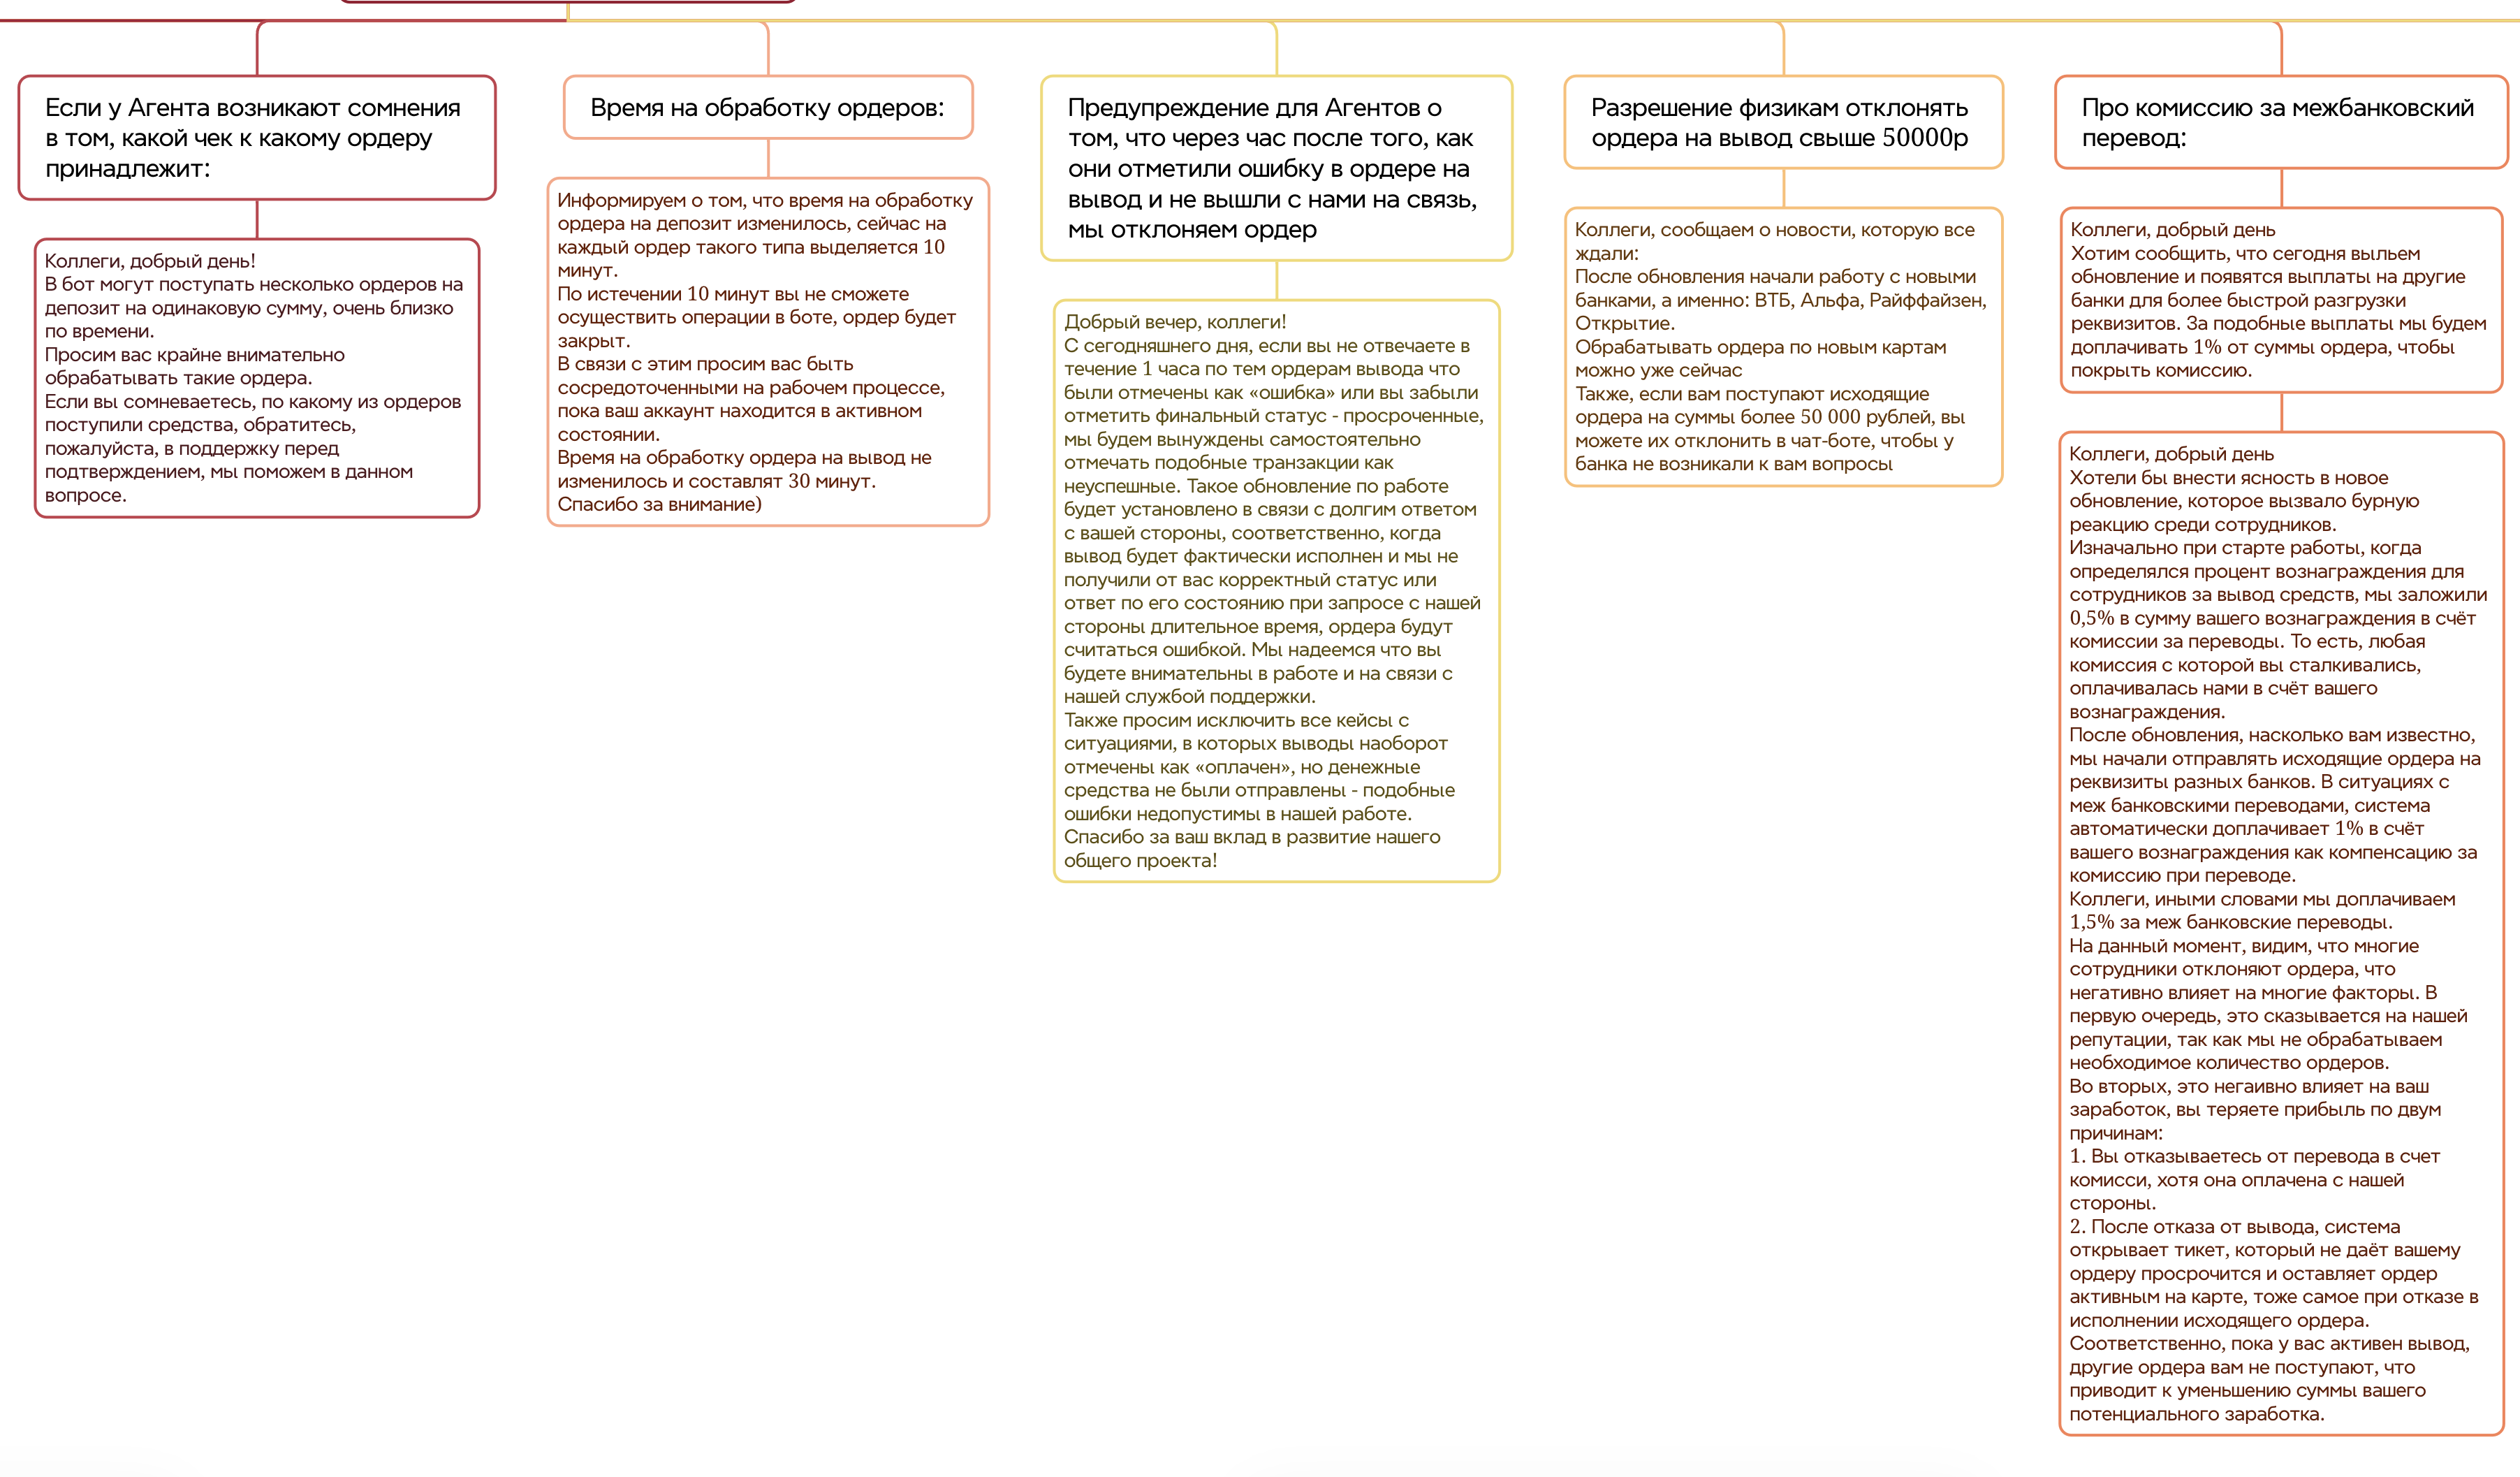 Если у Агента возникают сомнения
в том, какой чек к какому ордеру
принадлежит:
Коллеги, добрый день!
В бот могут поступать несколько ордеров на
депозит на одинаковую сумму, очень близко
по времени.
Просим вас крайне внимательно
обрабатывать такие ордера.
Если вы сомневаетесь, по какому из ордеров
поступили средства, обратитесь,
пожалуйста, в поддержку перед
подтверждением, мы поможем в данном
вопросе.
Время на обработку ордеров:
Информируем о том, что время на обработку
ордера на депозит изменилось, сейчас на
каждый ордер такого типа выделяется 10
минут.
По истечении 10 минут вы не сможете
осуществить операции в боте, ордер будет
закрыт.
В связи с этим просим вас быть
сосредоточенными на рабочем процессе,
пока ваш аккаунт находится в активном
состоянии.
Время на обработку ордера на вывод не
изменилось и составлят 30 минут.
Спасибо за внимание)
Предупреждение для Агентов о
том, что через час после того, как
они отметили ошибку в ордере на
вывод и не вышли с нами на связь,
мы отклоняем ордер
Добрый вечер, коллеги!
С сегодняшнего дня, если вы не отвечаете в
течение 1 часа по тем ордерам вывода что
были отмечены как «ошибка» или вы забыли
отметить финальный статус - просроченные,
мы будем вынуждены самостоятельно
отмечать подобные транзакции как
неуспешные. Такое обновление по работе
будет установлено в связи с долгим ответом
с вашей стороны, соответственно, когда
вывод будет фактически исполнен и мы не
получили от вас корректный статус или
ответ по его состоянию при запросе с нашей
стороны длительное время, ордера будут
считаться ошибкой. Мы надеемся что вы
будете внимательны в работе и на связи с
нашей службой поддержки.
Также просим исключить все кейсы с
ситуациями, в которых выводы наоборот
отмечены как «оплачен», но денежные
средства не были отправлены - подобные
ошибки недопустимы в нашей работе.
Спасибо за ваш вклад в развитие нашего
общего проекта!
Разрешение физикам отклонять
ордера на вывод свыше 50000р
Коллеги, сообщаем о новости, которую все
ждали:
После обновления начали работу с новыми
банками, а именно: ВТБ, Альфа, Райффайзен,
Открытие.
Обрабатывать ордера по новым картам
можно уже сейчас
Также, если вам поступают исходящие
ордера на суммы более 50 000 рублей, вы
можете их отклонить в чат-боте, чтобы у
банка не возникали к вам вопросы
Про комиссию за межбанковский
перевод:
Коллеги, добрый день
Хотим сообщить, что сегодня выльем
обновление и появятся выплаты на другие
банки для более быстрой разгрузки
реквизитов. За подобные выплаты мы будем
доплачивать 1% от суммы ордера, чтобы
покрыть комиссию.
Коллеги, добрый день
Хотели бы внести ясность в новое
обновление, которое вызвало бурную
реакцию среди сотрудников.
Изначально при старте работы, когда
определялся процент вознаграждения для
сотрудников за вывод средств, мы заложили
0,5% в сумму вашего вознаграждения в счёт
комиссии за переводы. То есть, любая
комиссия с которой вы сталкивались,
оплачивалась нами в счёт вашего
вознаграждения.
После обновления, насколько вам известно,
мы начали отправлять исходящие ордера на
реквизиты разных банков. В ситуациях с
меж банковскими переводами, система
автоматически доплачивает 1% в счёт
вашего вознаграждения как компенсацию за
комиссию при переводе.
Коллеги, иными словами мы доплачиваем
1,5% за меж банковские переводы.
На данный момент, видим, что многие
сотрудники отклоняют ордера, что
негативно влияет на многие факторы. В
первую очередь, это сказывается на нашей
репутации, так как мы не обрабатываем
необходимое количество ордеров.
Во вторых, это негаивно влияет на ваш
заработок, вы теряете прибыль по двум
причинам:
1. Вы отказываетесь от перевода в счет
комисси, хотя она оплачена с нашей
стороны.
2. После отказа от вывода, система
открывает тикет, который не даёт вашему
ордеру просрочится и оставляет ордер
активным на карте, тоже самое при отказе в
исполнении исходящего ордера.
Соответственно, пока у вас активен вывод,
другие ордера вам не поступают, что
приводит к уменьшению суммы вашего
потенциального заработка.